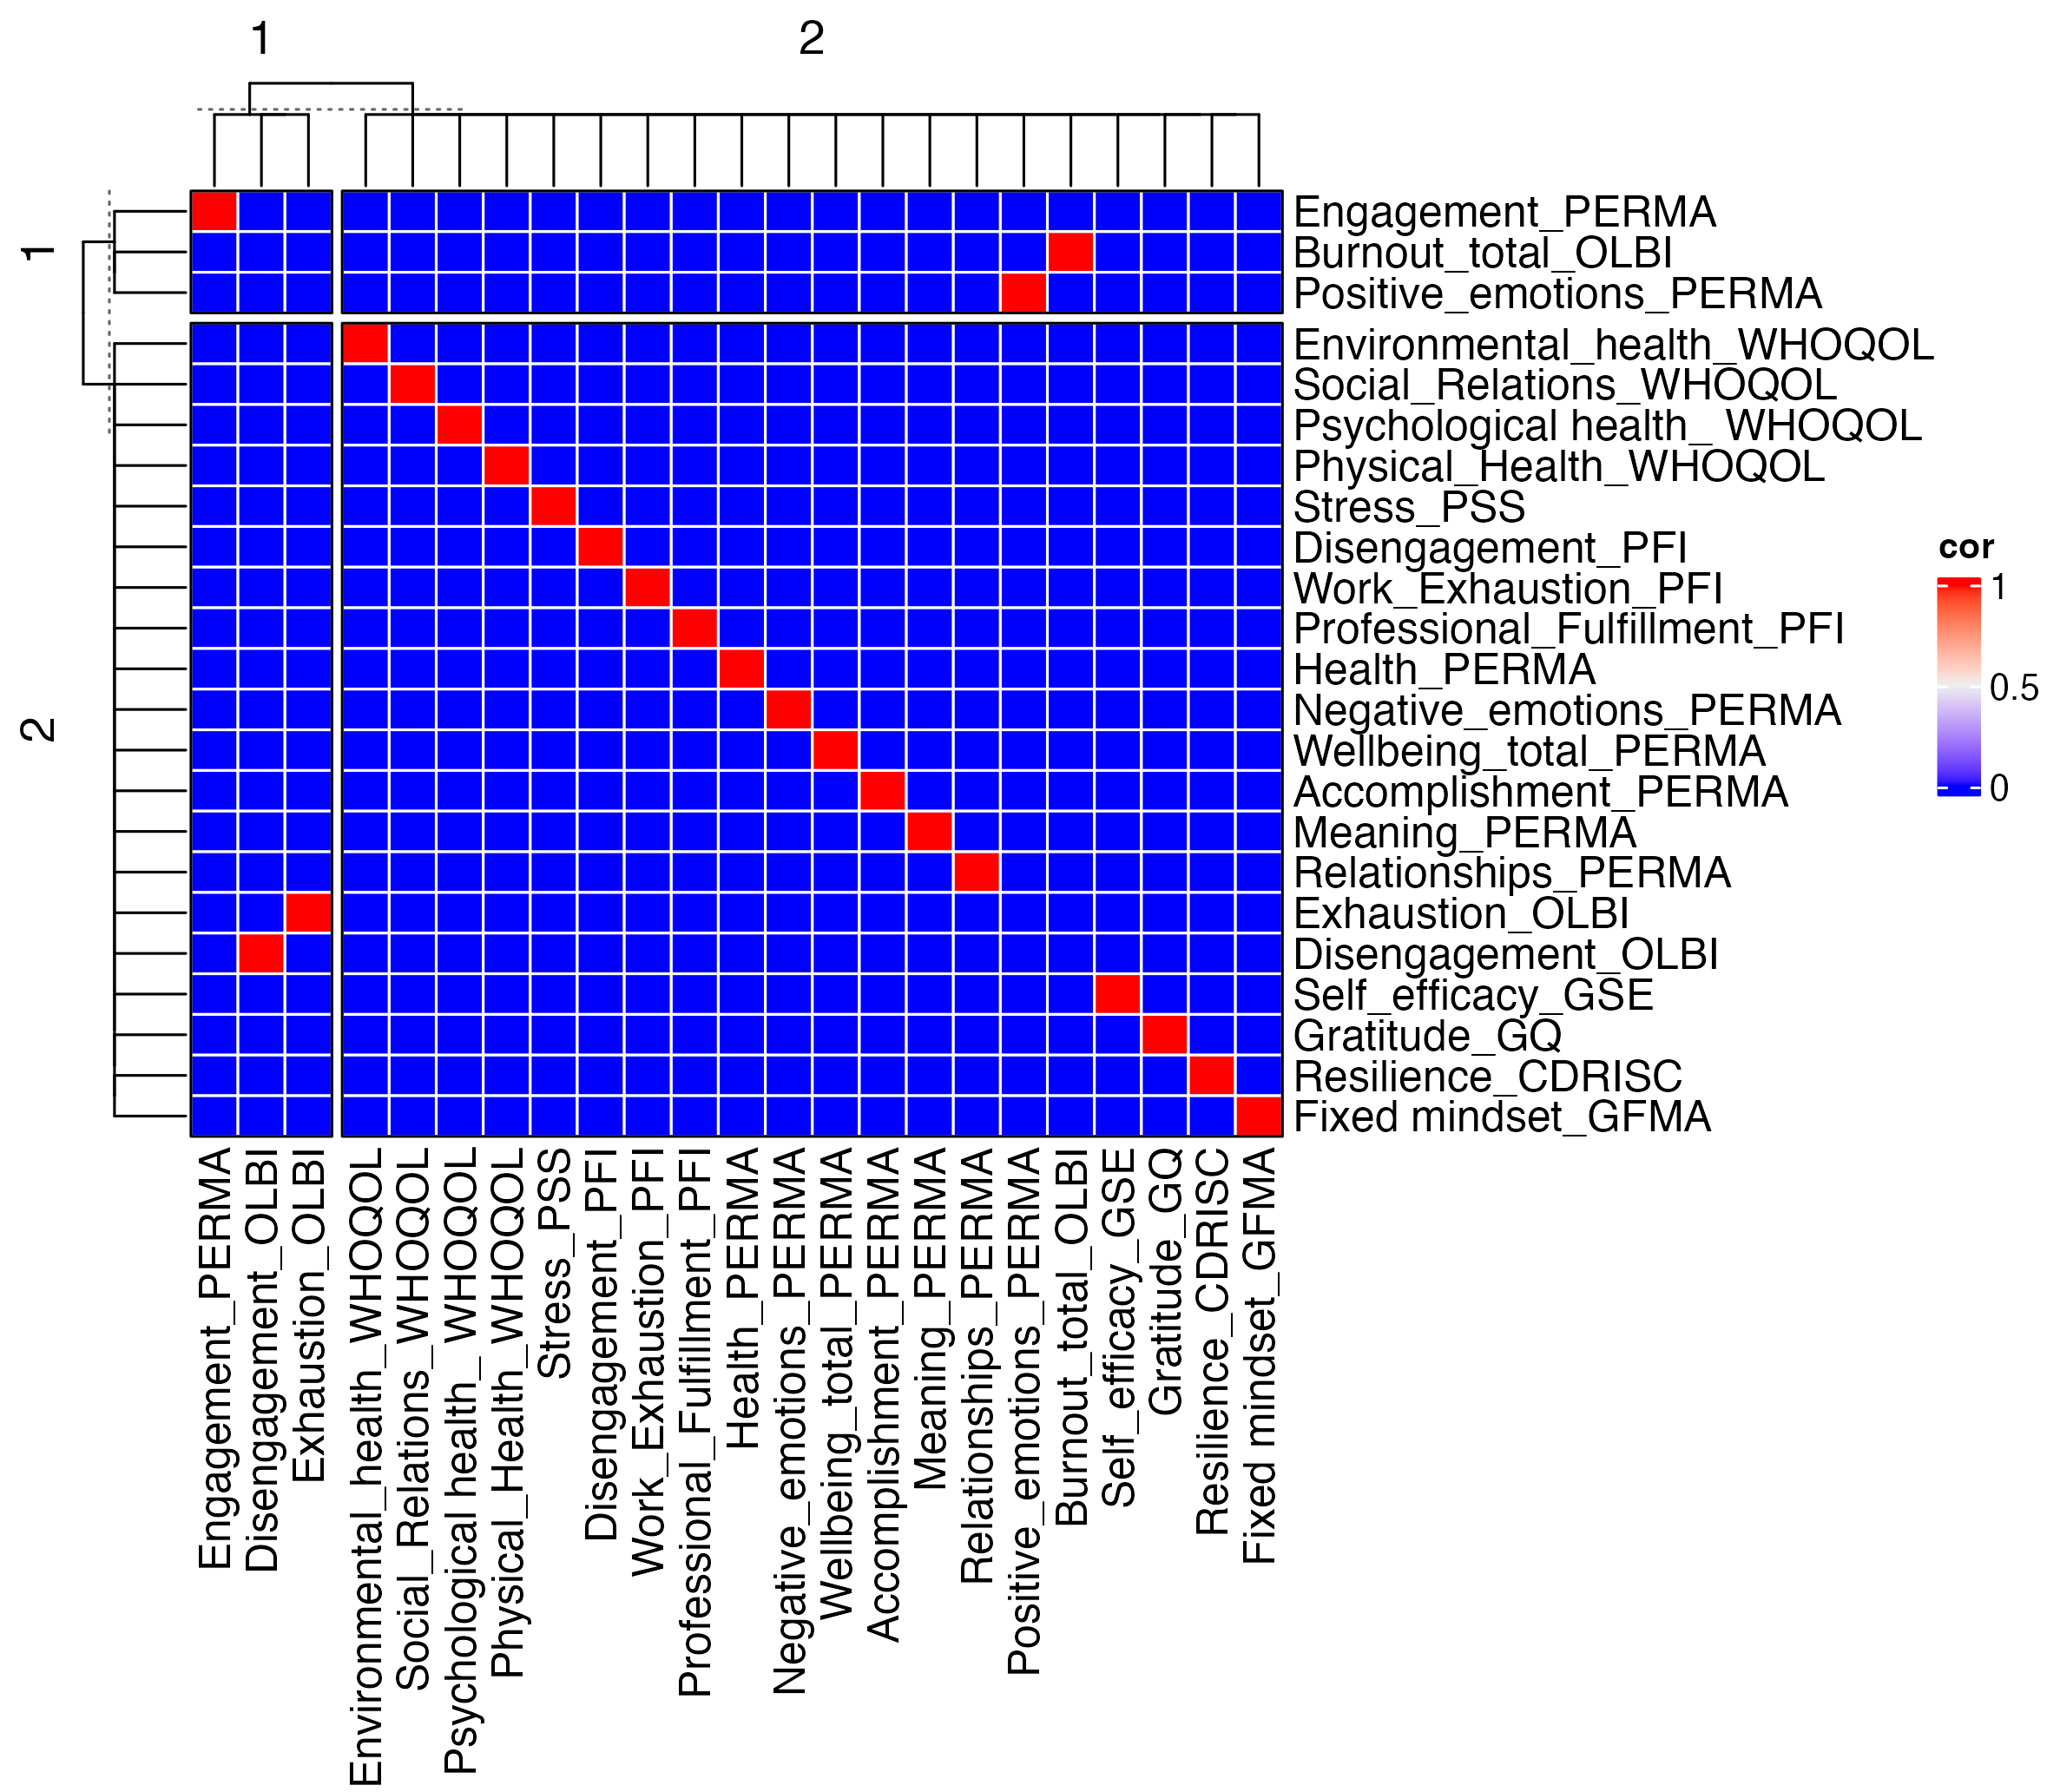 1
2
1
2
Engagement_PERMA
Burnout_total_OLBI
Positive_emotions_PERMA
Environmental_health_WHOQOL
Social_Relations_WHOQOL
Psychological health_ WHOQOL
Physical_Health_WHOQOL
Stress_PSS
Disengagement_PFI
Work_Exhaustion_PFI
Professional_Fulfillment_PFI
Health_PERMA
Negative_emotions_PERMA
Wellbeing_total_PERMA
Accomplishment_PERMA
Meaning_PERMA
Relationships_PERMA
Exhaustion_OLBI
Disengagement_OLBI
Self_efficacy_GSE
Gratitude_GQ
Resilience_CDRISC
Fixed mindset_GFMA
cor
1
0.5
0
Engagement_PERMA
Disengagement_OLBI
Exhaustion_OLBI
Environmental_health_WHOQOL
Social_Relations_WHOQOL
Psychological health_ WHOQOL
Physical_Health_WHOQOL
Stress_PSS
Disengagement_PFI
Work_Exhaustion_PFI
Professional_Fulfillment_PFI
Health_PERMA
Negative_emotions_PERMA
Wellbeing_total_PERMA
Accomplishment_PERMA
Meaning_PERMA
Relationships_PERMA
Positive_emotions_PERMA
Burnout_total_OLBI
Self_efficacy_GSE
Gratitude_GQ
Resilience_CDRISC
Fixed mindset_GFMA